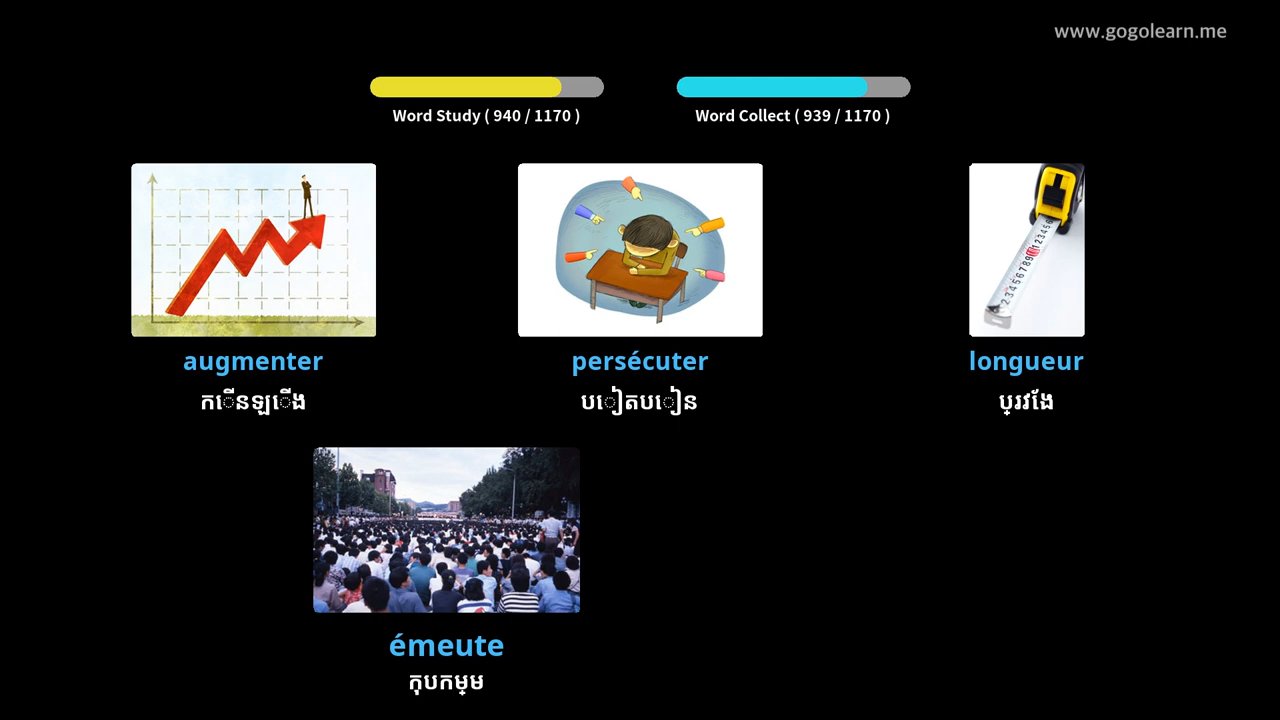 www.gogolearn.me
Word Study ( 940 / 1170 )
Word Collect ( 939 / 1170 )
augmenter
កើនឡើង
persécuter
បៀតបៀន
longueur
ប្រវែង
émeute
កុបកម្ម